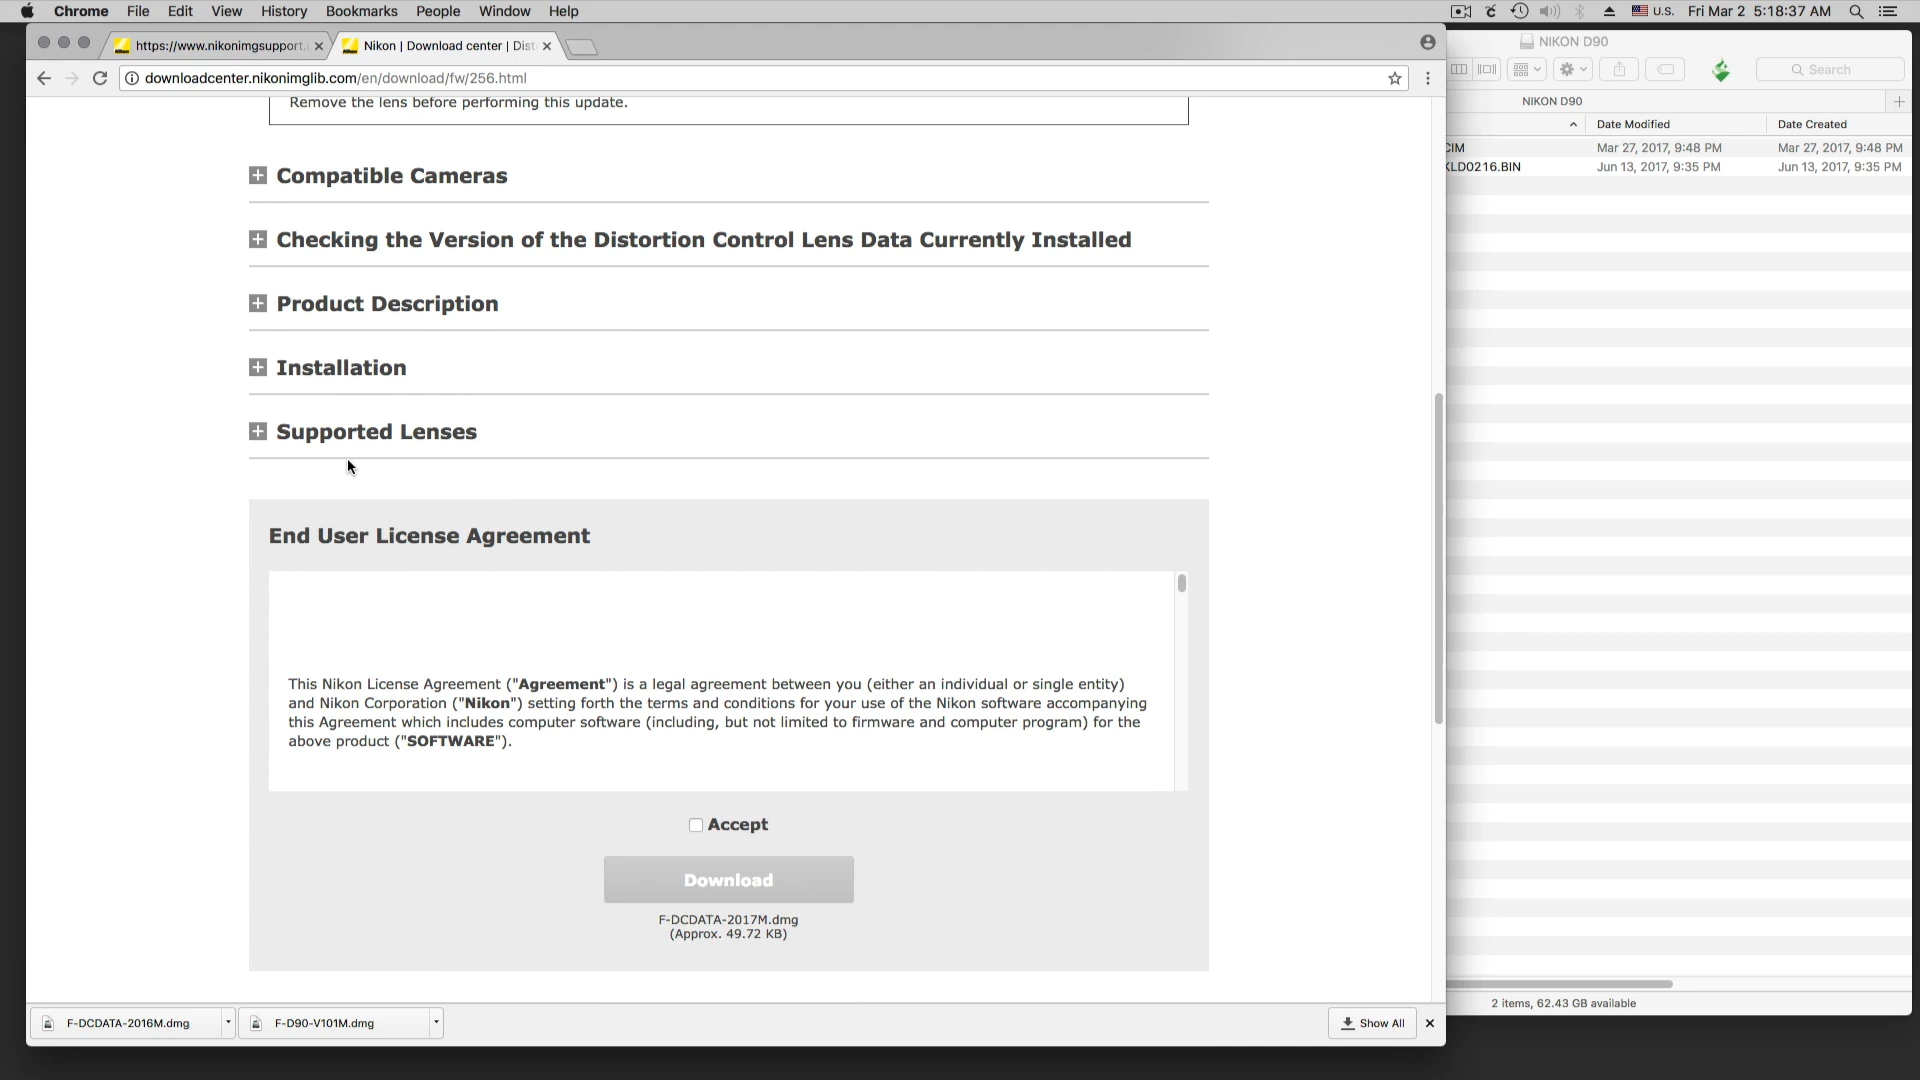 Chrome File Edit View History Bookmarks People Window Help
U.S. Fri Mar 2 5:18:37 AM
https://www.nikonimgsupport.
Nikon | Download center | Dist
downloadcenter.nikonimglib.com/en/download/fw/256.html
Remove the lens before performing this update.
Compatible Cameras
Checking the Version of the Distortion Control Lens Data Currently Installed
Product Description
Installation
Supported Lenses
End User License Agreement
This Nikon License Agreement ("Agreement") is a legal agreement between you (either an individual or single entity)
and Nikon Corporation ("Nikon") setting forth the terms and conditions for your use of the Nikon software accompanying
this Agreement which includes computer software (including, but not limited to firmware and computer program) for the
above product ("SOFTWARE").
Accept
Download
F-DCDATA-2017M.dmg
(Approx. 49.72 KB)
F-DCDATA-2016M.dmg
F-D90-V101M.dmg
Show All
NIKON D90
Search
NIKON D90
Date Modified Date Created
CIM Mar 27, 2017, 9:48 PM Mar 27, 2017, 9:48 PM
KLD0216.BIN Jun 13, 2017, 9:35 PM Jun 13, 2017, 9:35 PM
2 items, 62.43 GB available